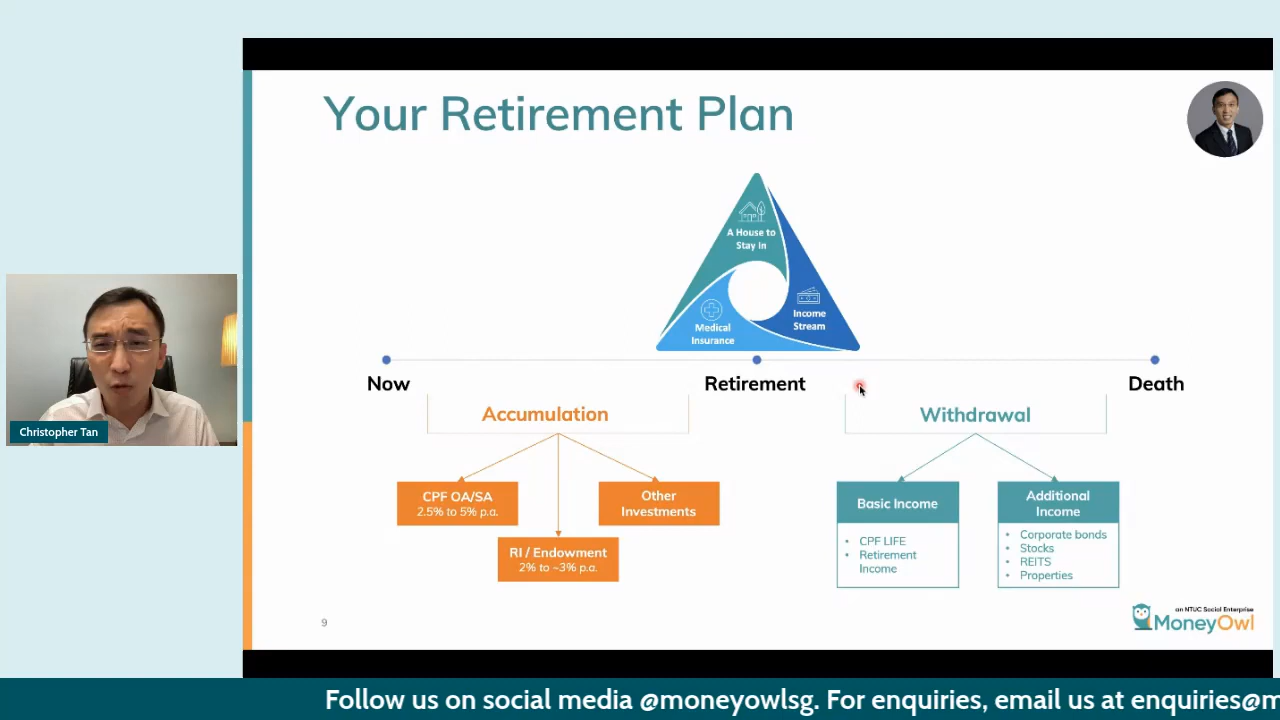 Your Retirement Plan
A House to
Stay In
Income
Stream
Medical
Insurance
Now
Retirement
Death
Accumulation
Withdrawal
CPF OA/SA
2.5% to 5% p.a.
Other
Investments
RI / Endowment
2% to ~3% p.a.
Basic Income
• CPF LIFE
• Retirement
Income
Additional
Income
• Corporate bonds
• Stocks
• REITS
• Properties
9
an NTUC Social Enterprise
MoneyOwl
Christopher Tan
Follow us on social media @moneyowlsg. For enquiries, email us at enquiries@m